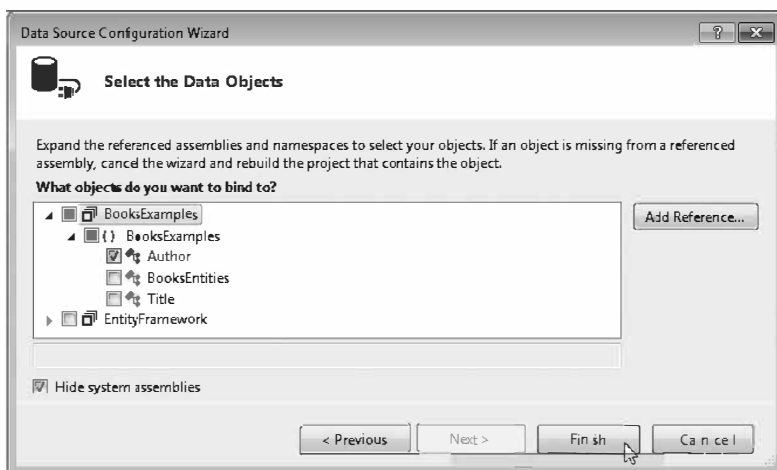 Data Source Configuration Wizard
Select the Data Objects
Expand the referenced assemblies and namespaces to select your objects. If an object is missing from a referenced
assembly, cancel the wizard and rebuild the project that contains the object.
What objects do you want to bind to?
BooksExamples
Add Reference...
{ } BooksExamples
Author
BooksEntities
Title
EntityFramework
Hide system assemblies
< Previous
Next >
Finish
Cancel